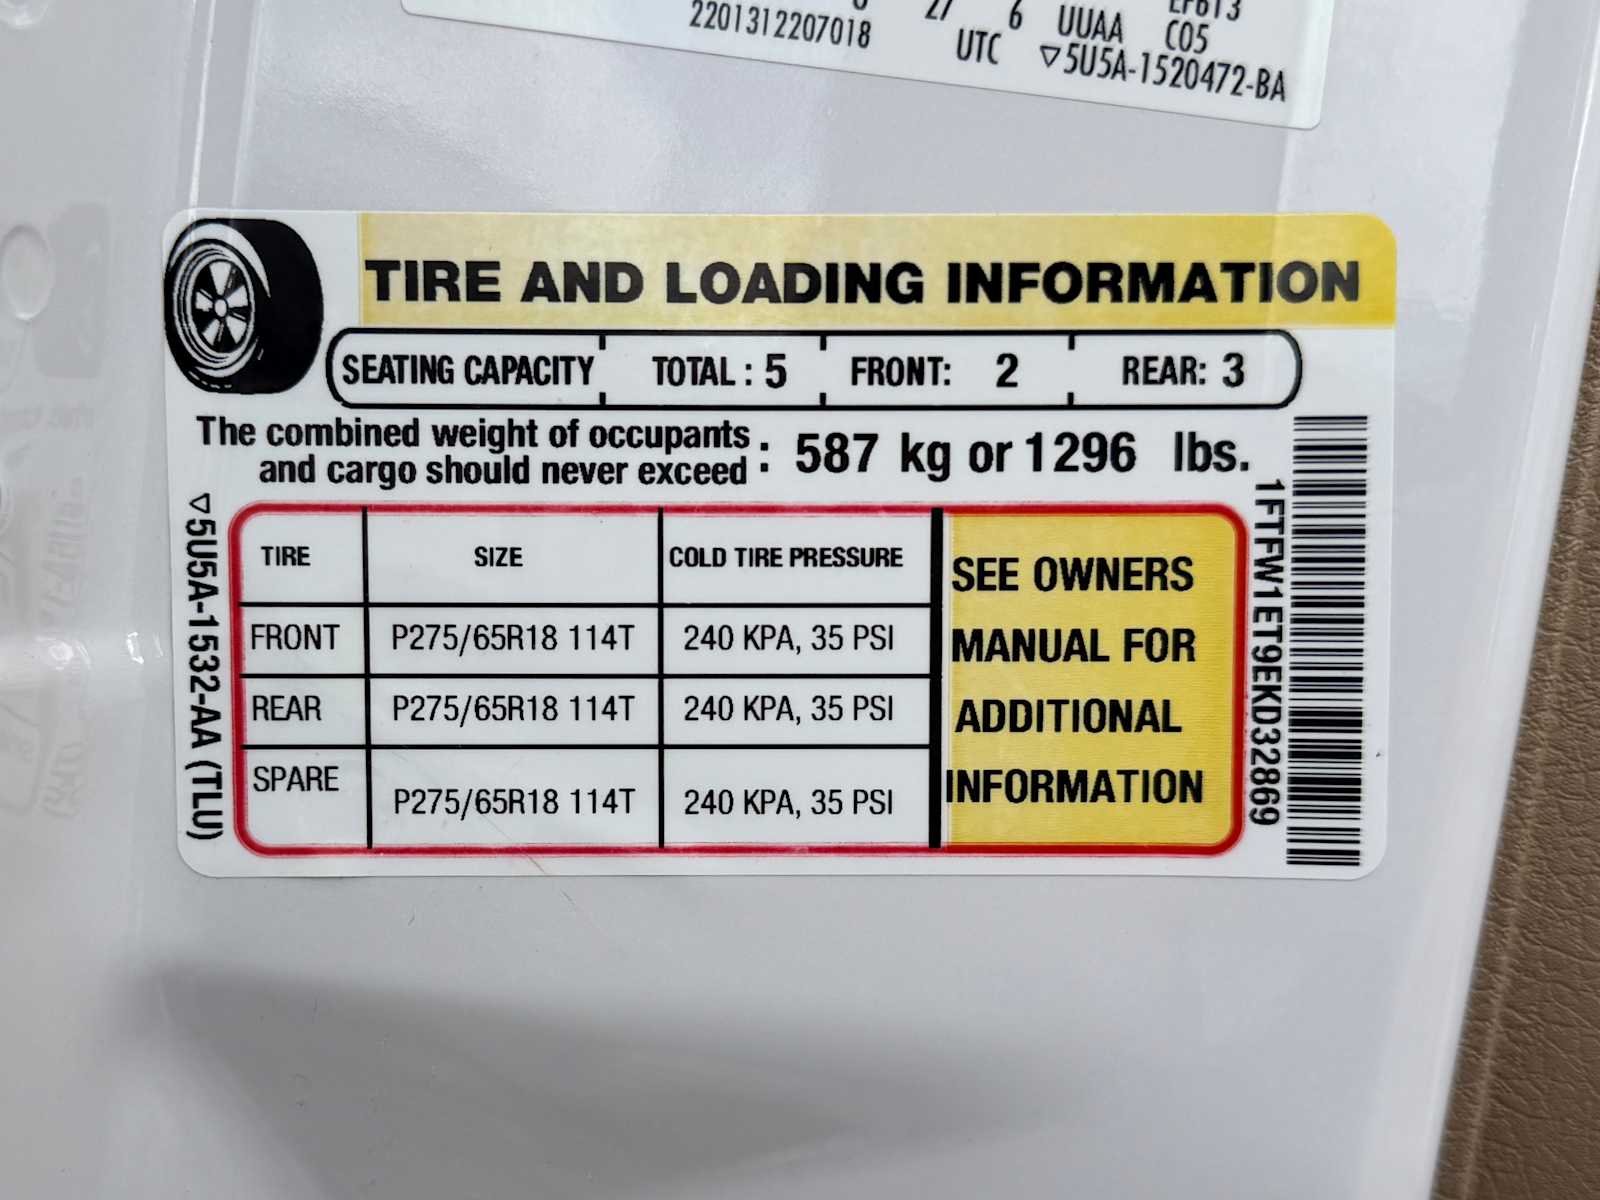 2201312207018
27 6 UUAA
UTC C05
▽5U5A-1520472-BA
TIRE AND LOADING INFORMATION
SEATING CAPACITY TOTAL : 5 FRONT: 2 REAR: 3
The combined weight of occupants
and cargo should never exceed : 587 kg or 1296 lbs.
▽5U5A-1532-AA (TLU)
TIRE SIZE COLD TIRE PRESSURE
FRONT P275/65R18 114T 240 KPA, 35 PSI
REAR P275/65R18 114T 240 KPA, 35 PSI
SPARE P275/65R18 114T 240 KPA, 35 PSI
SEE OWNERS
MANUAL FOR
ADDITIONAL
INFORMATION
1FTFW1ET9EKD32869